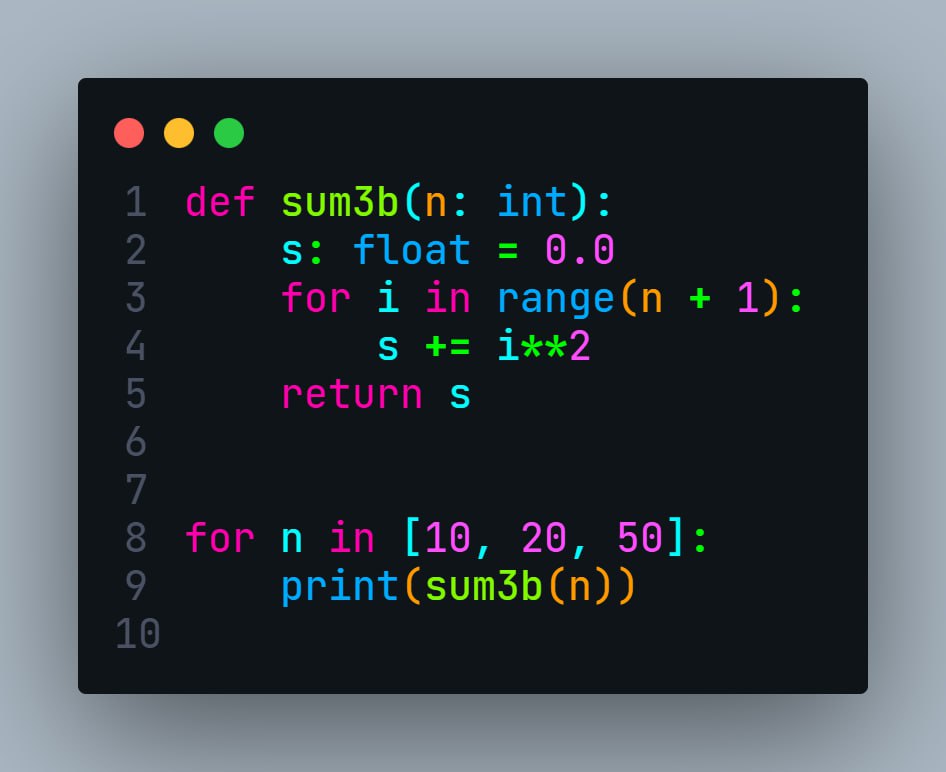 1 def sum3b(n: int):
2     s: float = 0.0
3     for i in range(n + 1):
4         s += i**2
5     return s
6
7
8 for n in [10, 20, 50]:
9     print(sum3b(n))
10